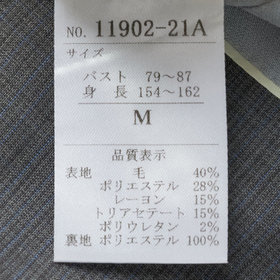 NO. 11902-21A
サイズ
バスト 79～87
身長 154～162
M
品質表示
表地 毛 40%
ポリエステル 28%
レーヨン 15%
トリアセテート 15%
ポリウレタン 2%
裏地 ポリエステル 100%